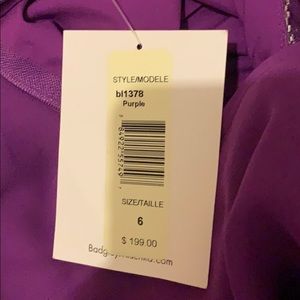 STYLE/MODELE
bl1378
Purple
SIZE/TAILLE
6
$ 199.00